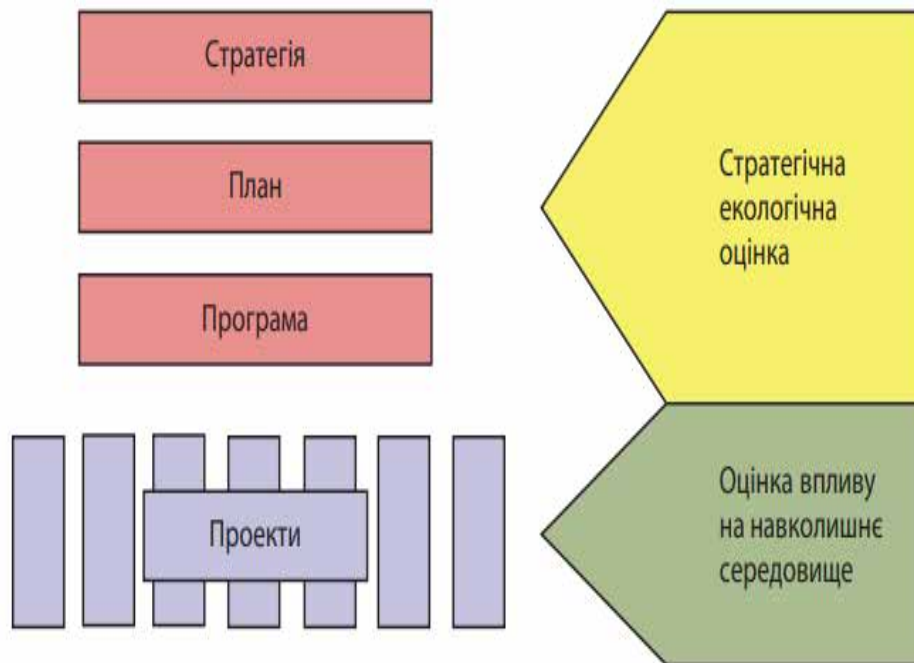 Стратегія
План
Програма
Проекти
Стратегічна
екологічна
оцінка
Оцінка впливу
на навколишнє
середовище